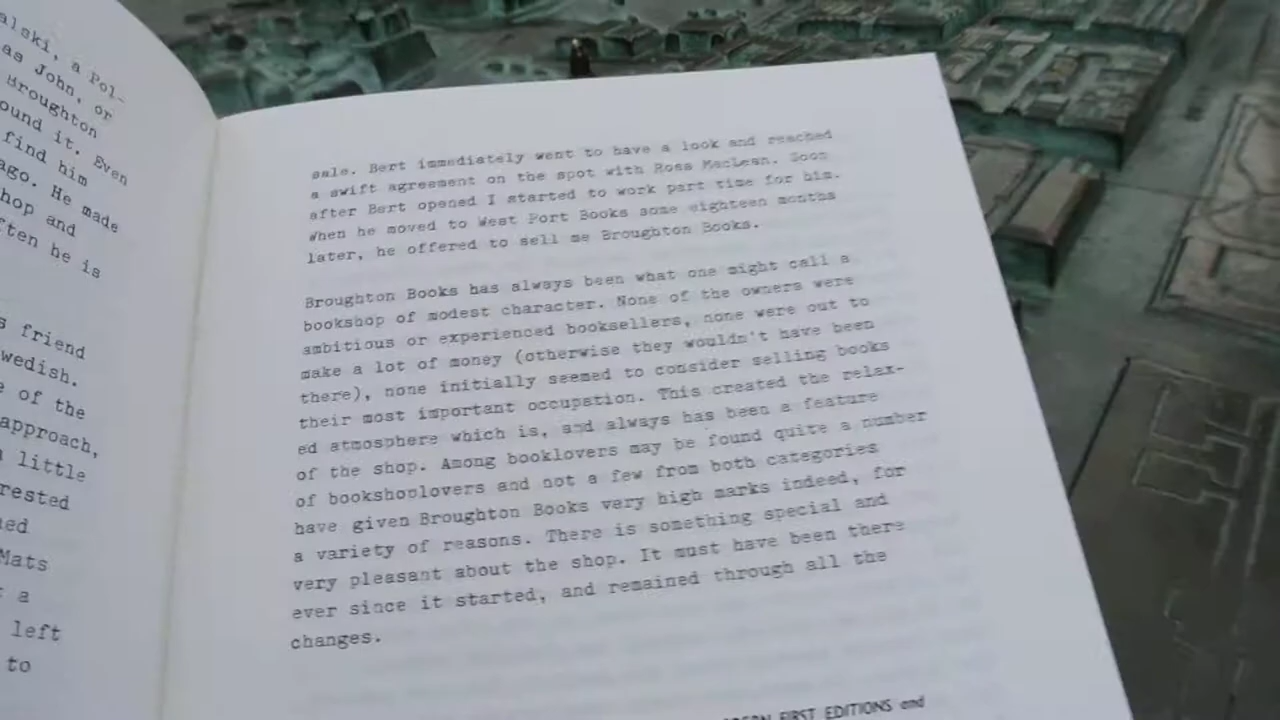 alski, a Pol-
as John, or
Broughton
ound it. Even
find him
ago. He made
hop and
ften he is
s friend
wedish.
e of the
approach,
n little
rested
ned
Mats
r a
left
to
sale. Bert immediately went to have a look and reached
a swift agreement on the spot with Ross MacLean. Soon
after Bert opened I started to work part time for him.
When he moved to West Port Books some eighteen months
later, he offered to sell me Broughton Books.
Broughton Books has always been what one might call a
bookshop of modest character. None of the owners were
ambitious or experienced booksellers, none were out to
make a lot of money (otherwise they wouldn't have been
there), none initially seemed to consider selling books
their most important occupation. This created the relax-
ed atmosphere which is, and always has been a feature
of the shop. Among booklovers may be found quite a number
of bookshoplovers and not a few from both categories
have given Broughton Books very high marks indeed, for
a variety of reasons. There is something special and
very pleasant about the shop. It must have been there
ever since it started, and remained through all the
changes.
DERN FIRST EDITIONS and